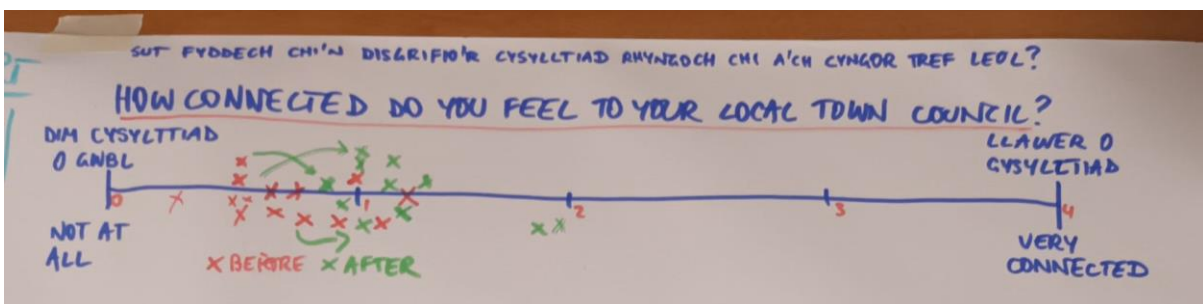 SUT FYDDECH CHI'N DISGRIFIO'R CYSYLLTIAD RHYNGOCH CHI A'CH CYNGOR TREF LEOL?
HOW CONNECTED DO YOU FEEL TO YOUR LOCAL TOWN COUNCIL?
DIM CYSYLTTIAD
O GWBL
LLAWER O
GYSYLLTIAD
0
1
2
3
4
NOT AT
ALL
X BEFORE X AFTER
VERY
CONNECTED